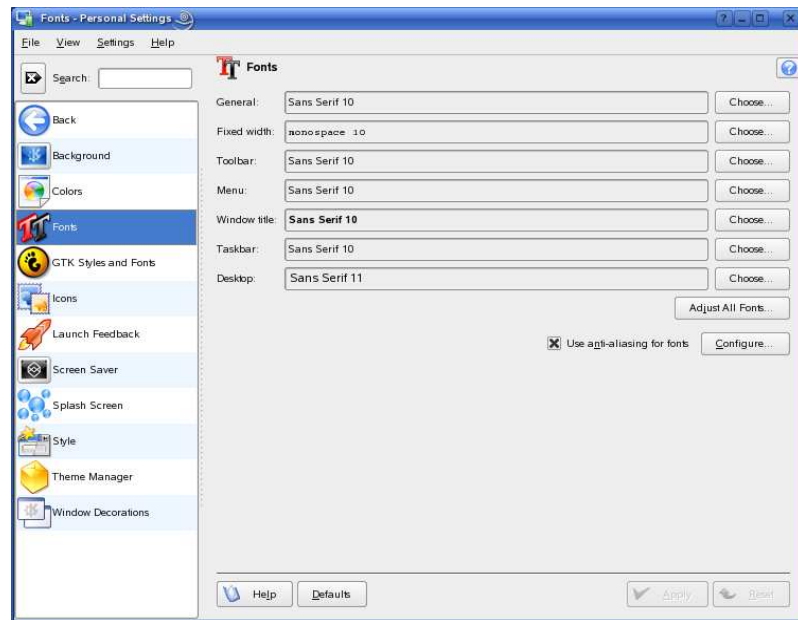 Fonts - Personal Settings
File View Settings Help
Search:
Back
Background
Colors
Fonts
GTK Styles and Fonts
Icons
Launch Feedback
Screen Saver
Splash Screen
Style
Theme Manager
Window Decorations
Fonts
General: Sans Serif 10 Choose...
Fixed width: monospace 10 Choose...
Toolbar: Sans Serif 10 Choose...
Menu: Sans Serif 10 Choose...
Window title: Sans Serif 10 Choose...
Taskbar: Sans Serif 10 Choose...
Desktop: Sans Serif 11 Choose...
Adjust All Fonts...
Use anti-aliasing for fonts Configure...
Help Defaults Apply Reset